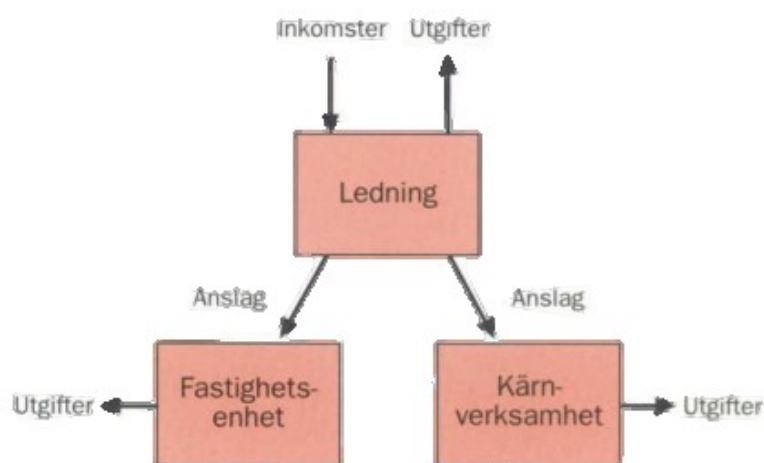 Inkomster Utgifter
Ledning
Anslag Anslag
Fastighets-
enhet
Kärn-
verksamhet
Utgifter
Utgifter